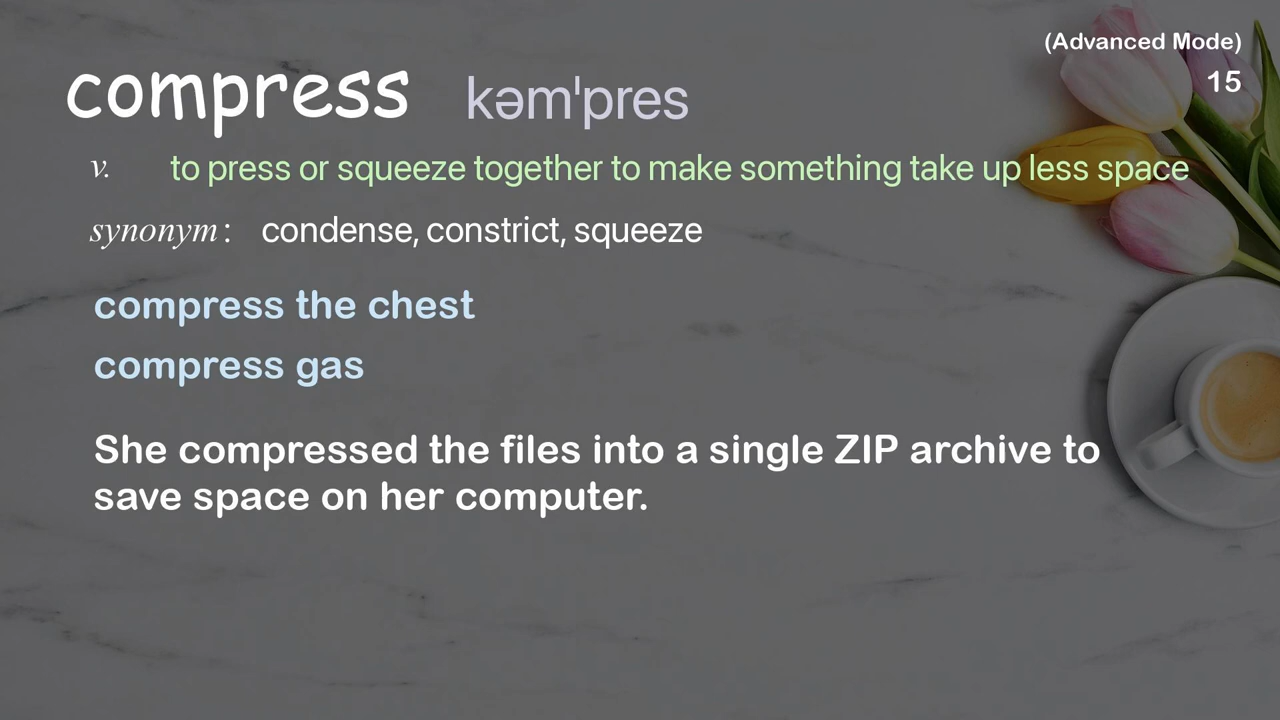 (Advanced Mode)
15
compress kəm'pres
v. to press or squeeze together to make something take up less space
synonym : condense, constrict, squeeze
compress the chest
compress gas
She compressed the files into a single ZIP archive to
save space on her computer.